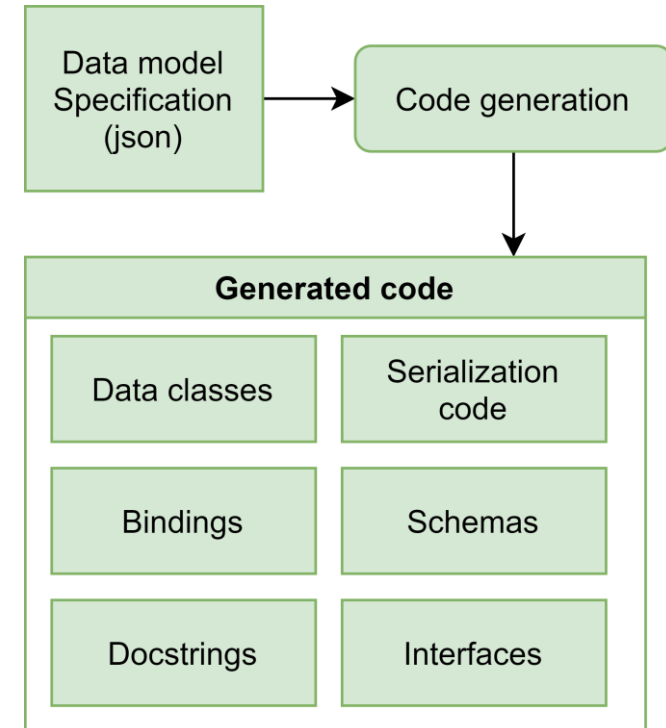 Data model
Specification
(json)
Code generation
Generated code
Data classes
Serialization
code
Bindings
Schemas
Docstrings
Interfaces